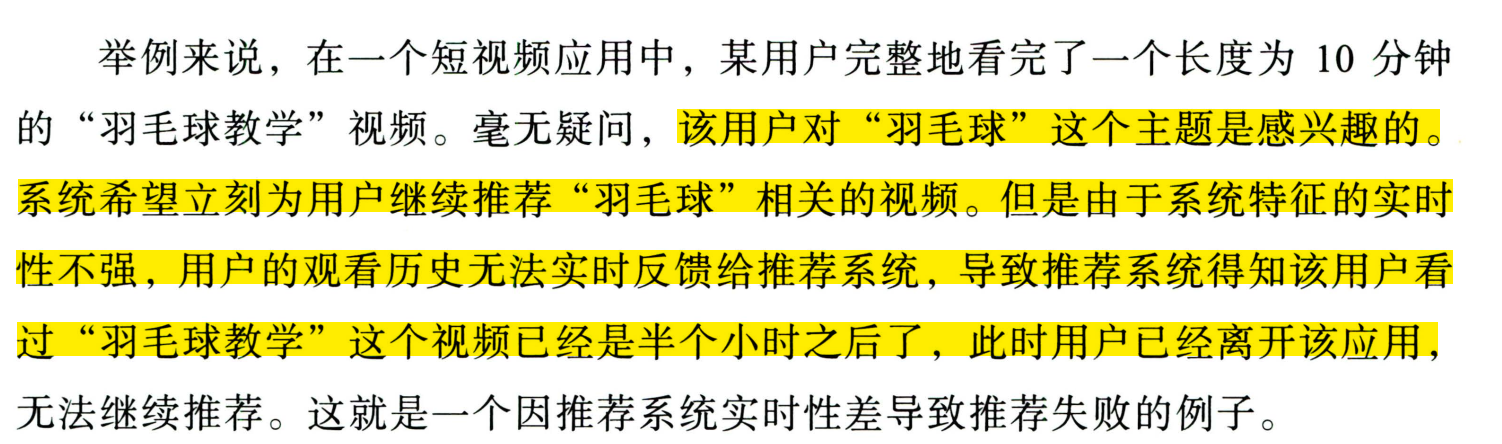 举例来说，在一个短视频应用中，某用户完整地看完了一个长度为 10 分钟
的“羽毛球教学”视频。毫无疑问，该用户对“羽毛球”这个主题是感兴趣的。
系统希望立刻为用户继续推荐“羽毛球”相关的视频。但是由于系统特征的实时
性不强，用户的观看历史无法实时反馈给推荐系统，导致推荐系统得知该用户看
过“羽毛球教学”这个视频已经是半个小时之后了，此时用户已经离开该应用，
无法继续推荐。这就是一个因推荐系统实时性差导致推荐失败的例子。